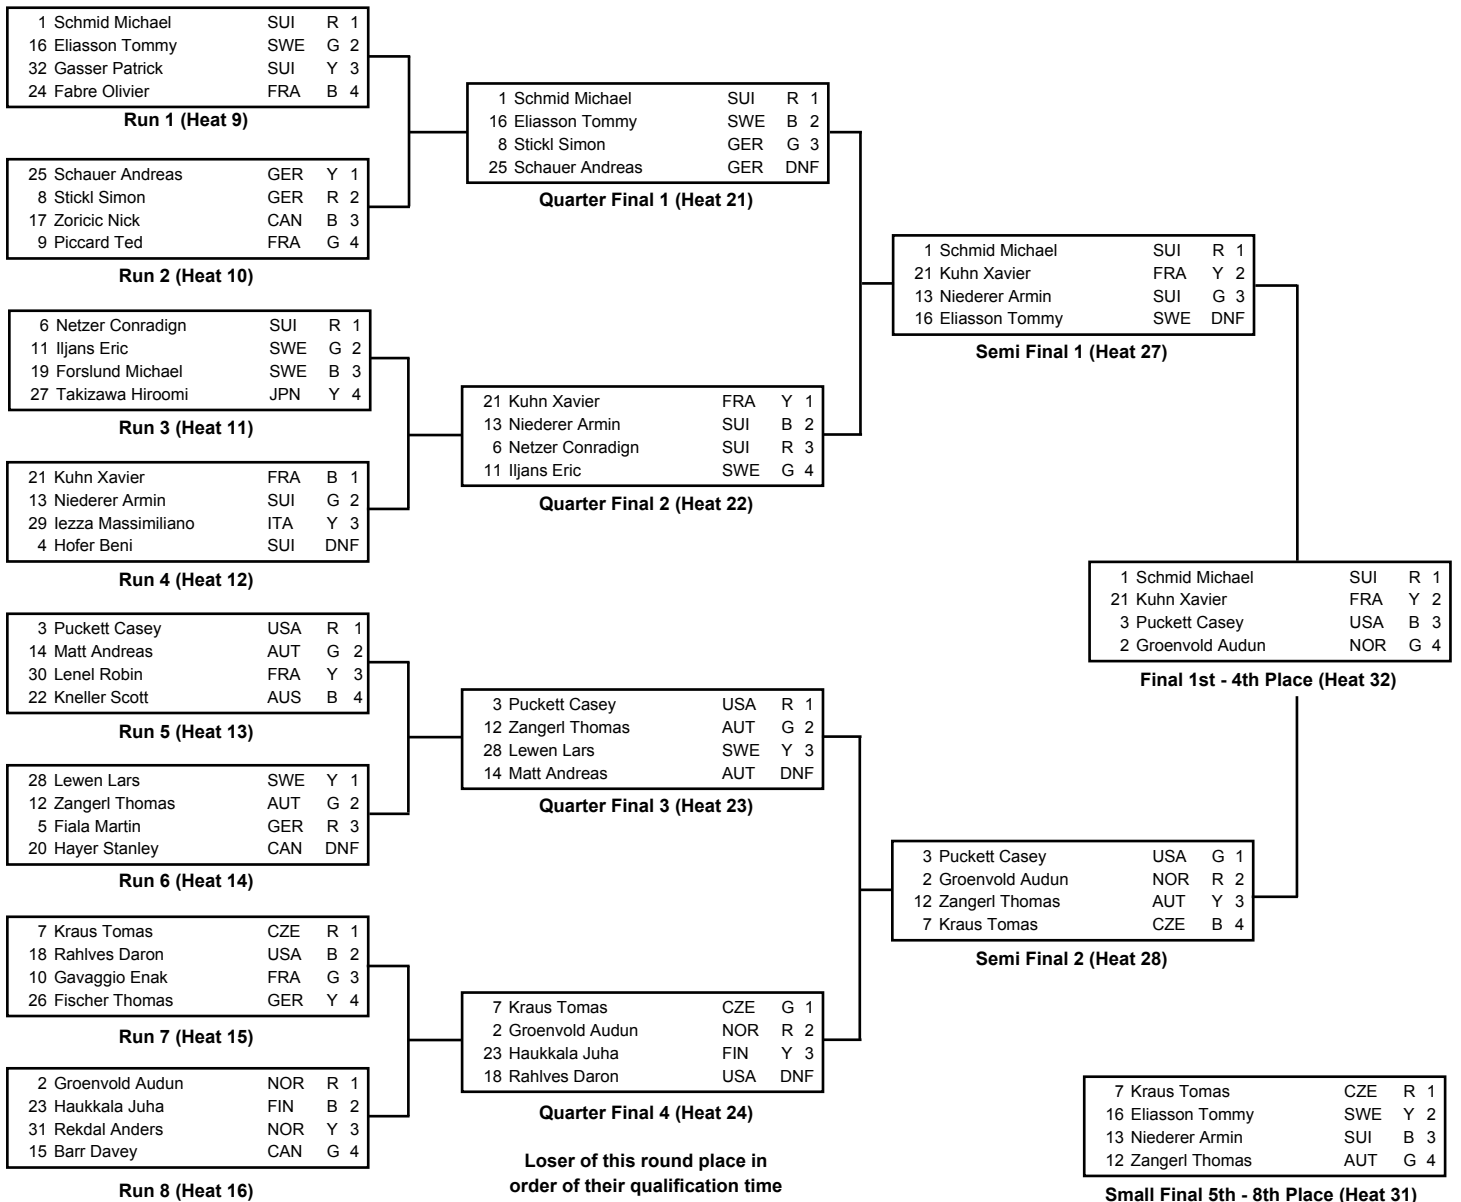 1 Schmid Michael SUI R 1
16 Eliasson Tommy SWE G 2
32 Gasser Patrick SUI Y 3
24 Fabre Olivier FRA B 4
Run 1 (Heat 9)
25 Schauer Andreas GER Y 1
8 Stickl Simon GER R 2
17 Zoricic Nick CAN B 3
9 Piccard Ted FRA G 4
Run 2 (Heat 10)
6 Netzer Conradign SUI R 1
11 Iljans Eric SWE G 2
19 Forslund Michael SWE B 3
27 Takizawa Hiroomi JPN Y 4
Run 3 (Heat 11)
21 Kuhn Xavier FRA B 1
13 Niederer Armin SUI G 2
29 Iezza Massimiliano ITA Y 3
4 Hofer Beni SUI DNF
Run 4 (Heat 12)
3 Puckett Casey USA R 1
14 Matt Andreas AUT G 2
30 Lenel Robin FRA Y 3
22 Kneller Scott AUS B 4
Run 5 (Heat 13)
28 Lewen Lars SWE Y 1
12 Zangerl Thomas AUT G 2
5 Fiala Martin GER R 3
20 Hayer Stanley CAN DNF
Run 6 (Heat 14)
7 Kraus Tomas CZE R 1
18 Rahlves Daron USA B 2
10 Gavaggio Enak FRA G 3
26 Fischer Thomas GER Y 4
Run 7 (Heat 15)
2 Groenvold Audun NOR R 1
23 Haukkala Juha FIN B 2
31 Rekdal Anders NOR Y 3
15 Barr Davey CAN G 4
Run 8 (Heat 16)
1 Schmid Michael SUI R 1
16 Eliasson Tommy SWE B 2
8 Stickl Simon GER G 3
25 Schauer Andreas GER DNF
Quarter Final 1 (Heat 21)
21 Kuhn Xavier FRA Y 1
13 Niederer Armin SUI B 2
6 Netzer Conradign SUI R 3
11 Iljans Eric SWE G 4
Quarter Final 2 (Heat 22)
3 Puckett Casey USA R 1
12 Zangerl Thomas AUT G 2
28 Lewen Lars SWE Y 3
14 Matt Andreas AUT DNF
Quarter Final 3 (Heat 23)
7 Kraus Tomas CZE G 1
2 Groenvold Audun NOR R 2
23 Haukkala Juha FIN Y 3
18 Rahlves Daron USA DNF
Quarter Final 4 (Heat 24)
Loser of this round place in
order of their qualification time
1 Schmid Michael SUI R 1
21 Kuhn Xavier FRA Y 2
13 Niederer Armin SUI G 3
16 Eliasson Tommy SWE DNF
Semi Final 1 (Heat 27)
3 Puckett Casey USA G 1
2 Groenvold Audun NOR R 2
12 Zangerl Thomas AUT Y 3
7 Kraus Tomas CZE B 4
Semi Final 2 (Heat 28)
1 Schmid Michael SUI R 1
21 Kuhn Xavier FRA Y 2
3 Puckett Casey USA B 3
2 Groenvold Audun NOR G 4
Final 1st - 4th Place (Heat 32)
7 Kraus Tomas CZE R 1
16 Eliasson Tommy SWE Y 2
13 Niederer Armin SUI B 3
12 Zangerl Thomas AUT G 4
Small Final 5th - 8th Place (Heat 31)